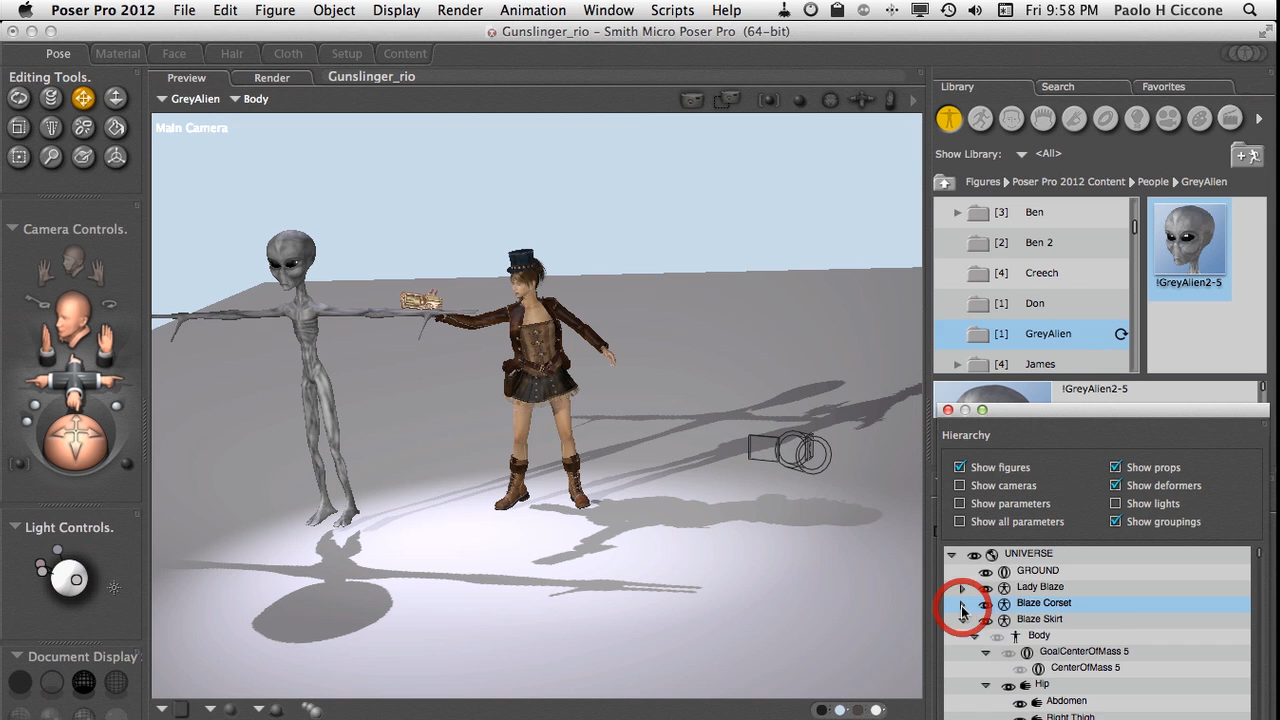 Poser Pro 2012 File Edit Figure Object Display Render Animation Window Scripts Help Fri 9:58 PM Paolo H Ciccone
Gunslinger_rio - Smith Micro Poser Pro (64-bit)
Pose Material Face Hair Cloth Setup Content
Editing Tools.
Preview Render Gunslinger_rio
GreyAlien Body
Main Camera
Camera Controls.
Light Controls.
Document Display
Library Search Favorites
Show Library: <All>
Figures Poser Pro 2012 Content People GreyAlien
[3] Ben
[2] Ben 2
[4] Creech
[1] Don
[1] GreyAlien
[4] James
!GreyAlien2-5
!GreyAlien2-5
Hierarchy
Show figures Show props
Show cameras Show deformers
Show parameters Show lights
Show all parameters Show groupings
UNIVERSE
GROUND
Lady Blaze
Blaze Corset
Blaze Skirt
Body
GoalCenterOfMass 5
CenterOfMass 5
Hip
Abdomen
Right Thigh